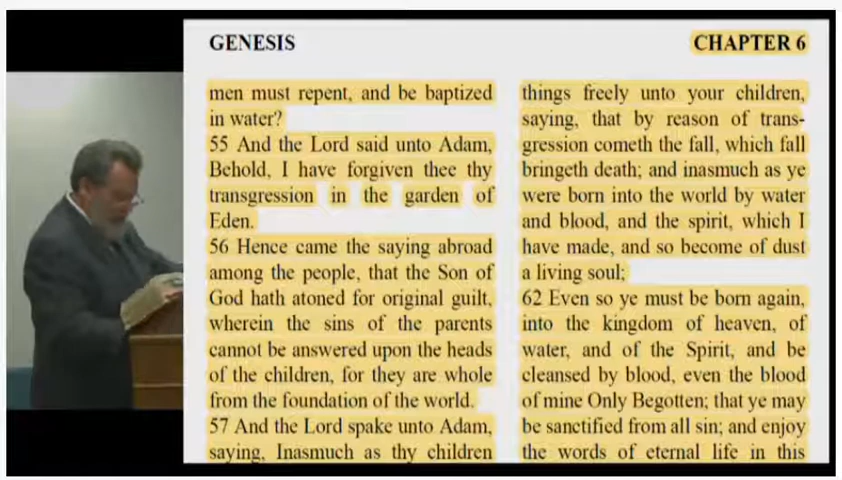 GENESIS
CHAPTER 6
men must repent, and be baptized
in water?
55 And the Lord said unto Adam,
Behold, I have forgiven thee thy
transgression in the garden of
Eden.
56 Hence came the saying abroad
among the people, that the Son of
God hath atoned for original guilt,
wherein the sins of the parents
cannot be answered upon the heads
of the children, for they are whole
from the foundation of the world.
57 And the Lord spake unto Adam,
saying, Inasmuch as thy children
things freely unto your children,
saying, that by reason of trans-
gression cometh the fall, which fall
bringeth death; and inasmuch as ye
were born into the world by water
and blood, and the spirit, which I
have made, and so become of dust
a living soul;
62 Even so ye must be born again,
into the kingdom of heaven, of
water, and of the Spirit, and be
cleansed by blood, even the blood
of mine Only Begotten; that ye may
be sanctified from all sin; and enjoy
the words of eternal life in this